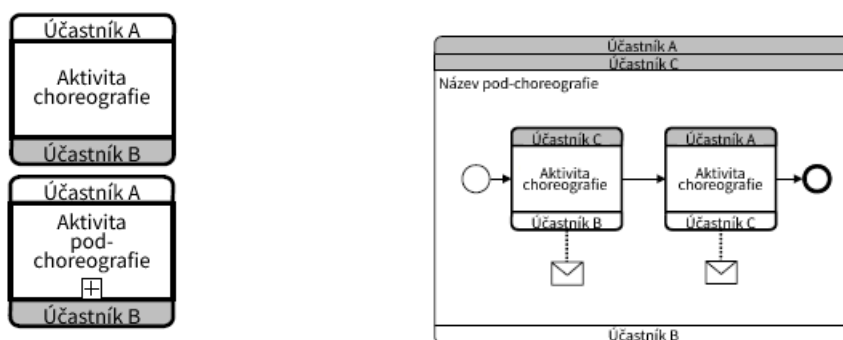 Účastník A
Aktivita
choreografie
Účastník B
Účastník A
Aktivita
pod-
choreografie
Účastník B
Účastník A
Účastník C
Název pod-choreografie
Účastník C
Aktivita
choreografie
Účastník B
Účastník A
Aktivita
choreografie
Účastník C
Účastník B